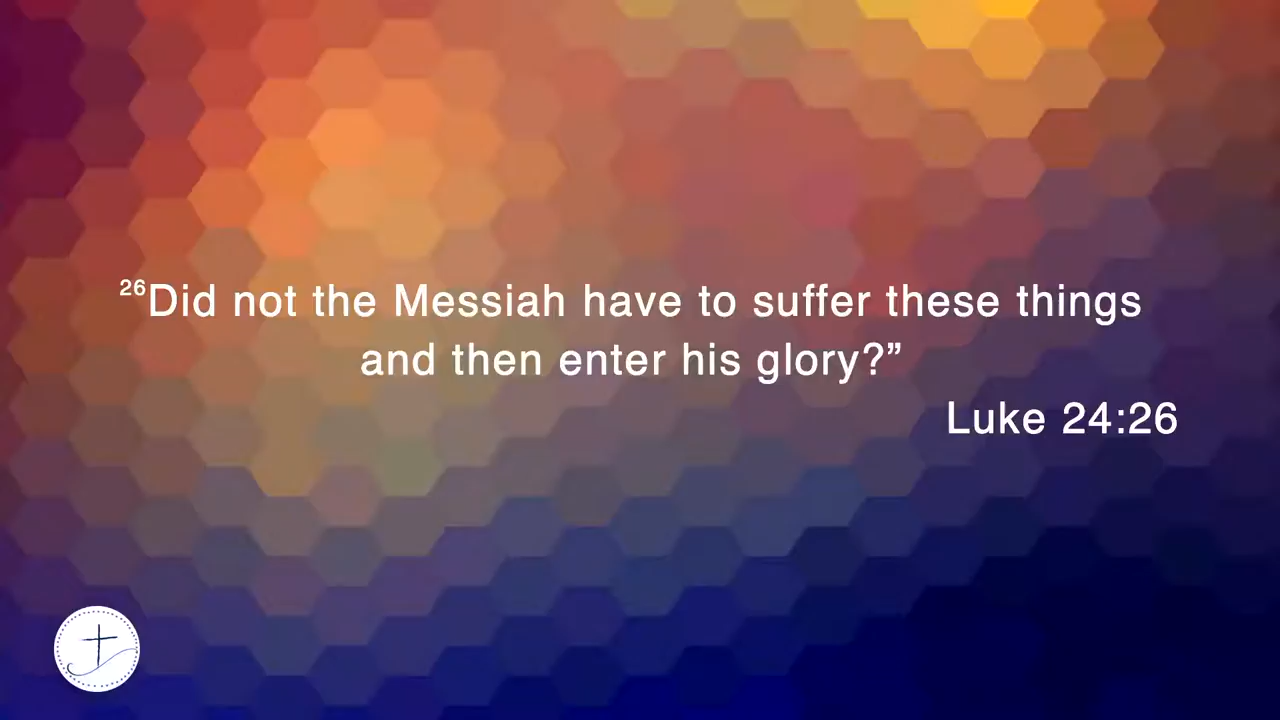 26Did not the Messiah have to suffer these things
and then enter his glory?”
Luke 24:26